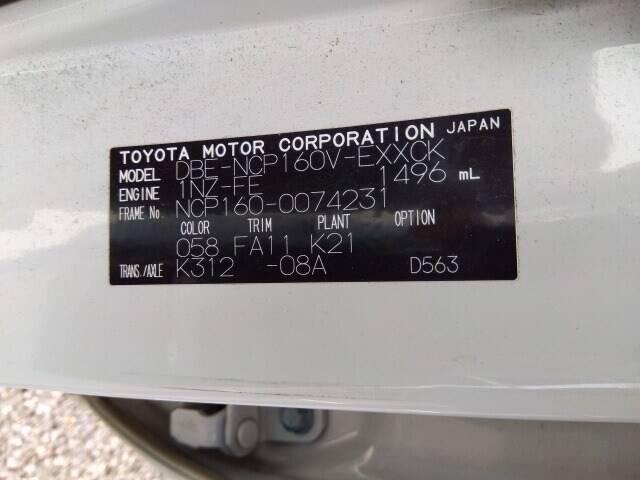 TOYOTA MOTOR CORPORATION JAPAN
MODEL DBE-NCP160V-EXXCK
ENGINE 1NZ-FE 1496 mL
FRAME No. NCP160-0074231
COLOR TRIM PLANT OPTION
058 FA11 K21
TRANS./AXLE K312 -08A D563